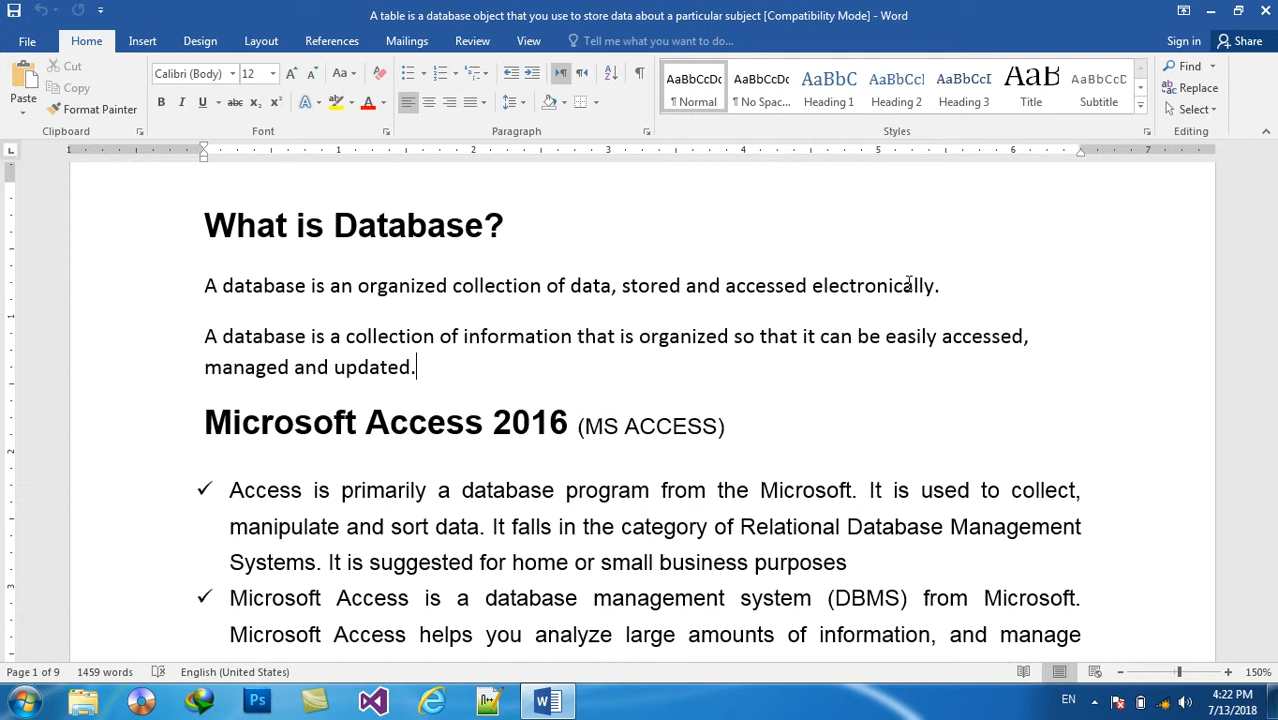 A table is a database object that you use to store data about a particular subject [Compatibility Mode] - Word
File Home Insert Design Layout References Mailings Review View Tell me what you want to do... Sign in Share
Paste Cut Copy Format Painter
Calibri (Body) 12
AaBbCcDc AaBbCcDc AaBbC AaBbCcI AaBbCcI AaB AaBbCcD
¶ Normal ¶ No Spac... Heading 1 Heading 2 Heading 3 Title Subtitle
Find Replace Select
Clipboard Font Paragraph Styles Editing
1 1 2 3 4 5 6 7
What is Database?
A database is an organized collection of data, stored and accessed electronically.
A database is a collection of information that is organized so that it can be easily accessed,
managed and updated.
Microsoft Access 2016 (MS ACCESS)
✓ Access is primarily a database program from the Microsoft. It is used to collect,
manipulate and sort data. It falls in the category of Relational Database Management
Systems. It is suggested for home or small business purposes
✓ Microsoft Access is a database management system (DBMS) from Microsoft.
Microsoft Access helps you analyze large amounts of information, and manage
Page 1 of 9 1459 words English (United States) 150%
EN 4:22 PM
7/13/2018